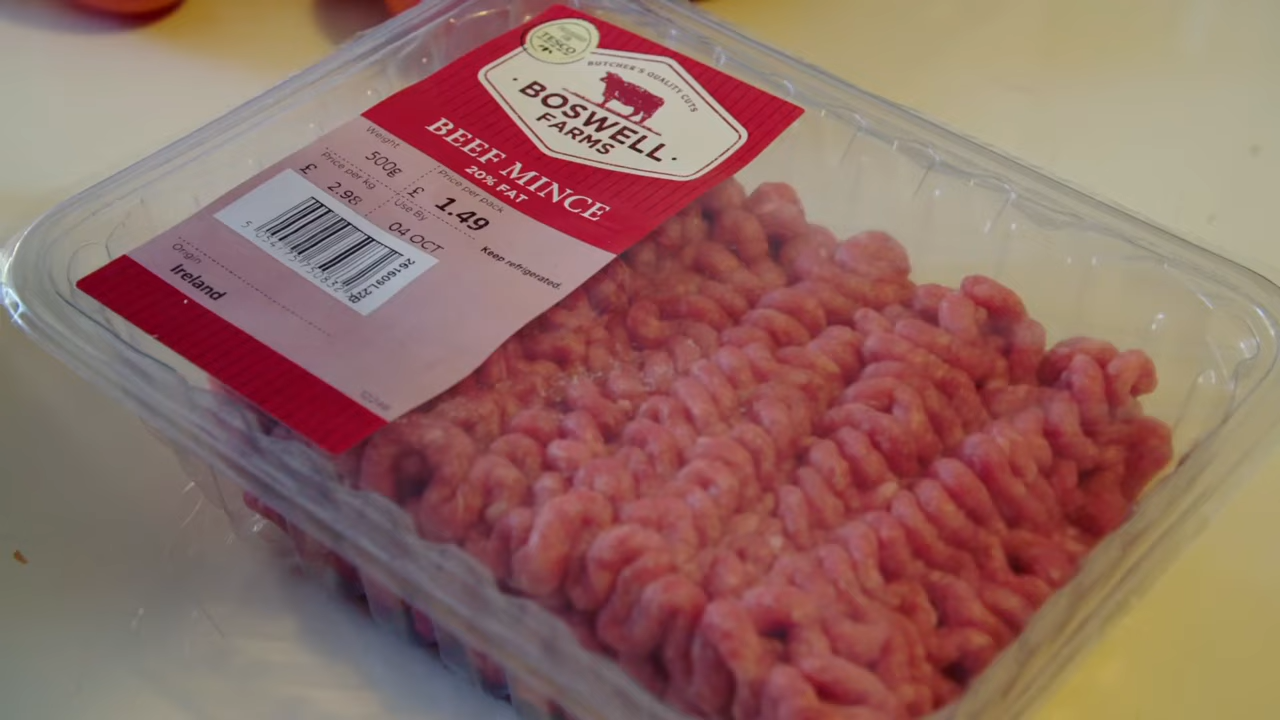 TESCO
BUTCHER'S QUALITY CUTS
BOSWELL
FARMS
BEEF MINCE
20% FAT
Weight
500g
Price per pack
£ 1.49
Price per kg
£ 2.98
Use By
04 OCT
Keep refrigerated.
Origin
Ireland